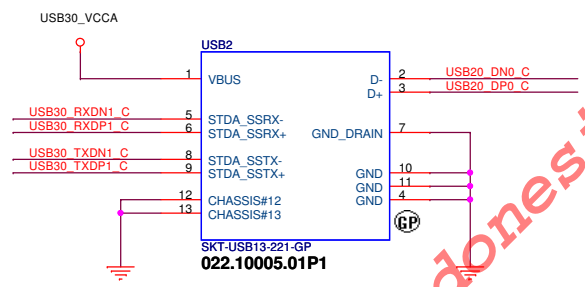 USB30_VCCA
USB2
1 VBUS
D- 2 USB20_DN0_C
D+ 3 USB20_DP0_C
USB30_RXDN1_C 5 STDA_SSRX-
USB30_RXDP1_C 6 STDA_SSRX+
GND_DRAIN 7
USB30_TXDN1_C 8 STDA_SSTX-
USB30_TXDP1_C 9 STDA_SSTX+
GND 10
GND 11
GND 4
12 CHASSIS#12
13 CHASSIS#13
GP
SKT-USB13-221-GP
022.10005.01P1
dones